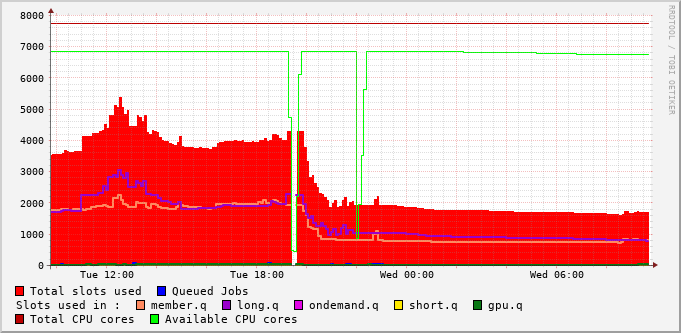 8000
7000
6000
5000
4000
3000
2000
1000
0
Tue 12:00 Tue 18:00 Wed 00:00 Wed 06:00
RRDTOOL / TOBI OETIKER
Total slots used Queued Jobs
Slots used in : member.q long.q ondemand.q short.q gpu.q
Total CPU cores Available CPU cores